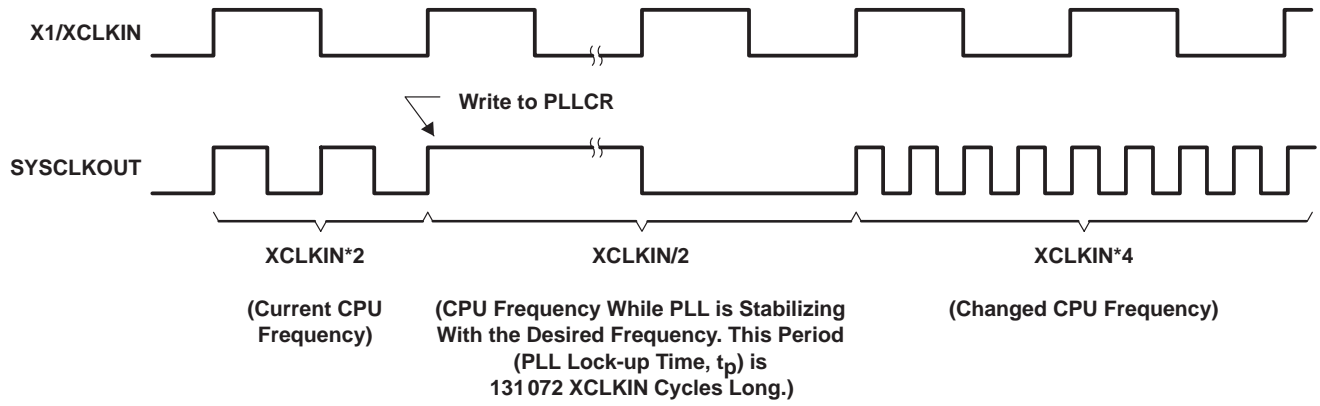 X1/XCLKIN
Write to PLLCR
SYSCLKOUT
XCLKIN*2
(Current CPU
Frequency)
XCLKIN/2
(CPU Frequency While PLL is Stabilizing
With the Desired Frequency. This Period
(PLL Lock-up Time, tp) is
131072 XCLKIN Cycles Long.)
XCLKIN*4
(Changed CPU Frequency)